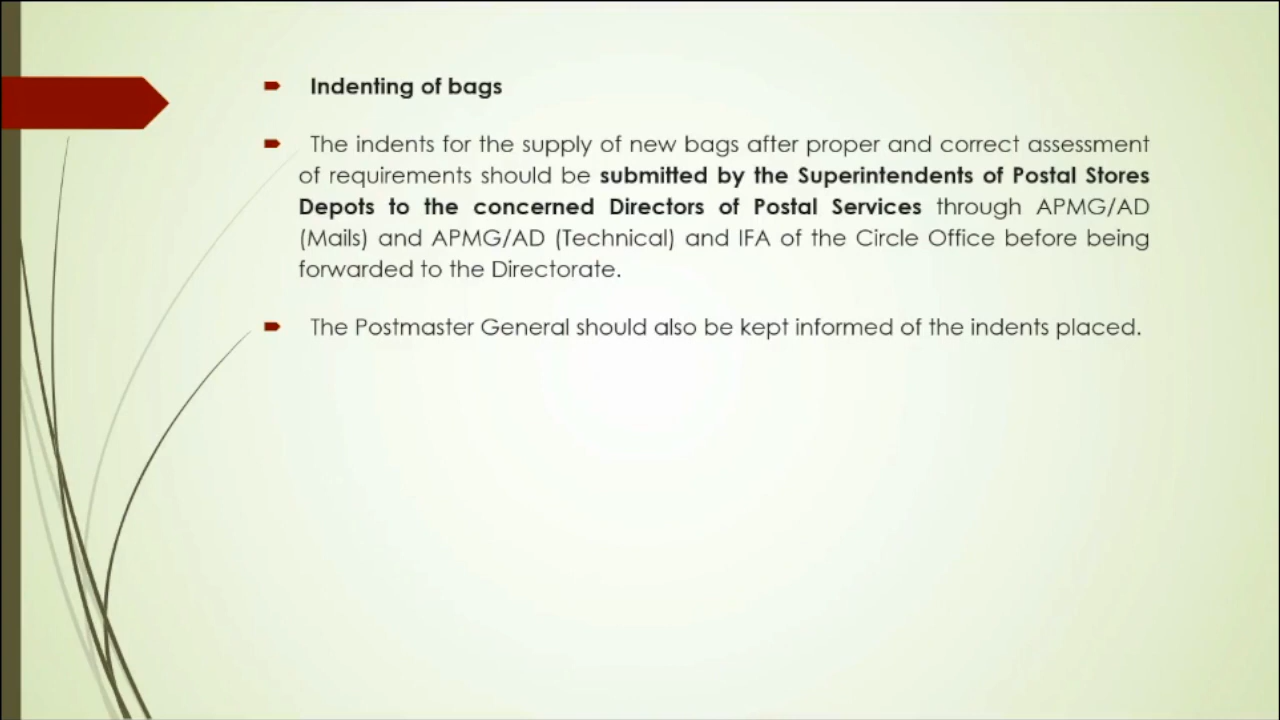 Indenting of bags
The indents for the supply of new bags after proper and correct assessment
of requirements should be submitted by the Superintendents of Postal Stores
Depots to the concerned Directors of Postal Services through APMG/AD
(Mails) and APMG/AD (Technical) and IFA of the Circle Office before being
forwarded to the Directorate.
The Postmaster General should also be kept informed of the indents placed.